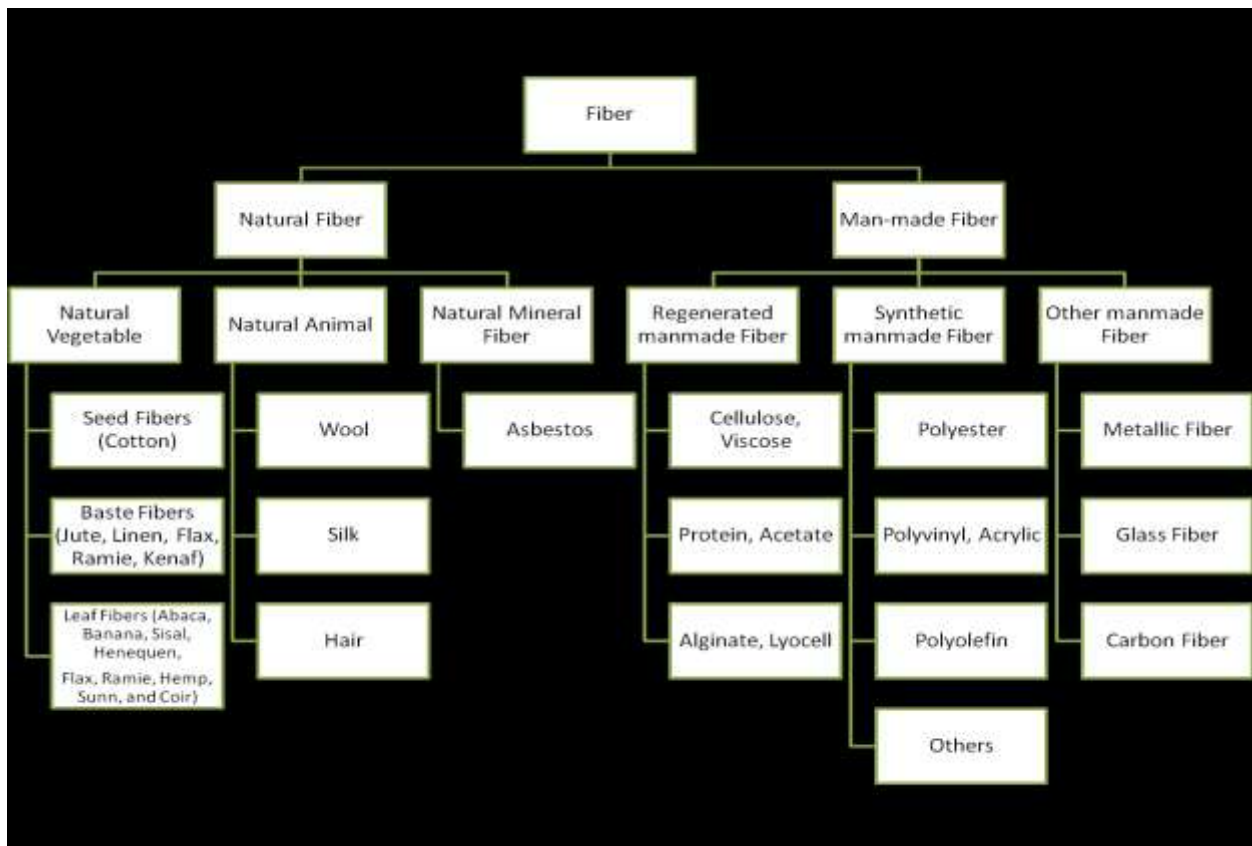 Fiber
Natural Fiber
Man-made Fiber
Natural
Vegetable
Natural Animal
Natural Mineral
Fiber
Regenerated
manmade Fiber
Synthetic
manmade Fiber
Other manmade
Fiber
Seed Fibers
(Cotton)
Wool
Asbestos
Cellulose,
Viscose
Polyester
Metallic Fiber
Baste Fibers
(Jute, Linen, Flax,
Ramie, Kenaf)
Silk
Protein, Acetate
Polyvinyl, Acrylic
Glass Fiber
Leaf Fibers (Abaca,
Banana, Sisal,
Henequen,
Flax, Ramie, Hemp,
Sunn, and Coir)
Hair
Alginate, Lyocell
Polyolefin
Carbon Fiber
Others